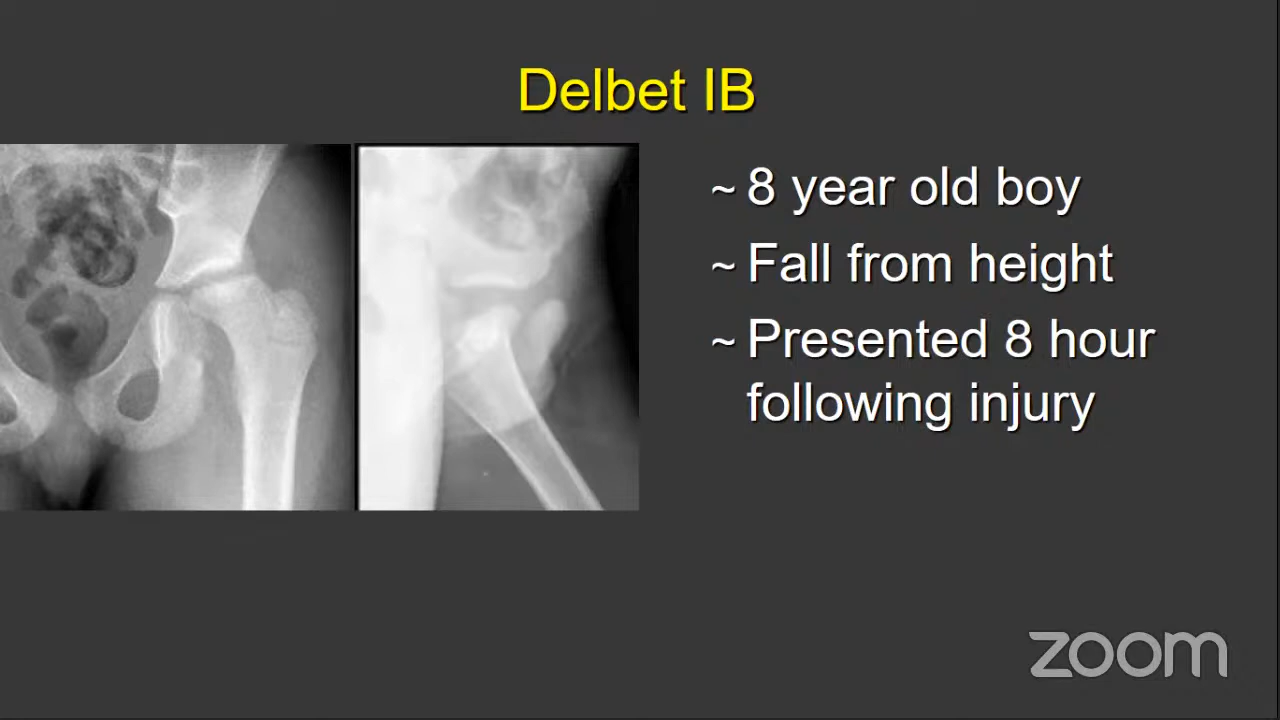 Delbet IB
~ 8 year old boy
~ Fall from height
~ Presented 8 hour
following injury
zoom